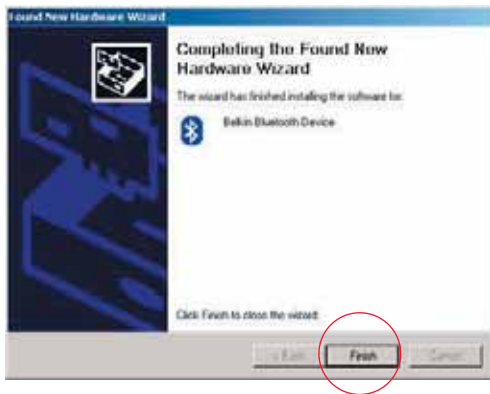 Found New Hardware Wizard
Completing the Found New
Hardware Wizard
The wizard has finished installing the software for:
Belkin Bluetooth Device
Click Finish to close the wizard.
< Back
Finish
Cancel